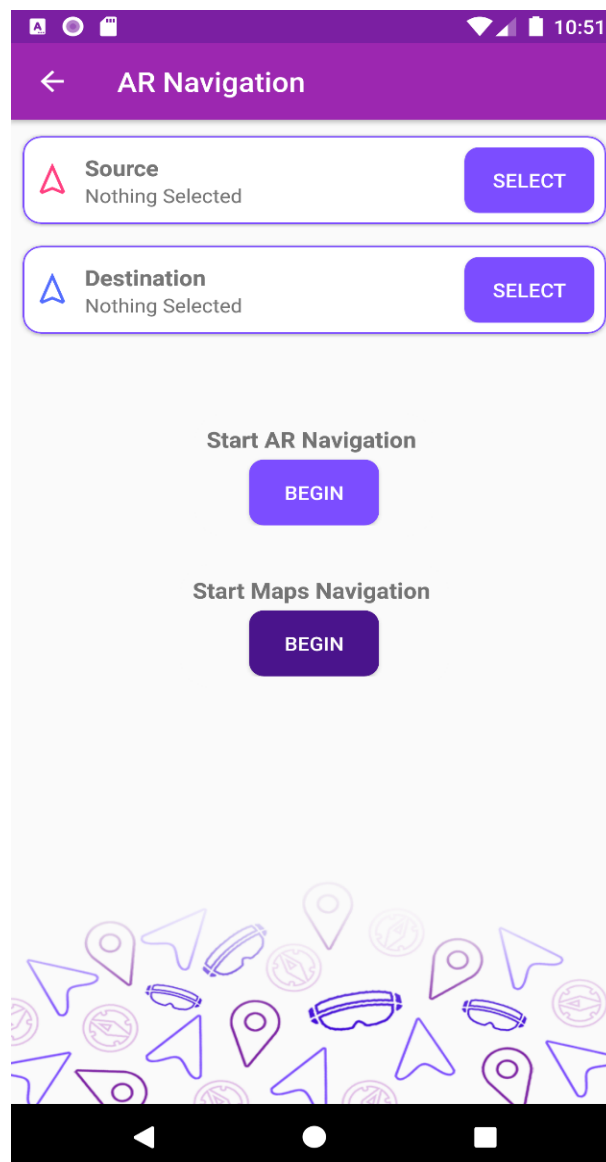 10:51
AR Navigation
Source
Nothing Selected
SELECT
Destination
Nothing Selected
SELECT
Start AR Navigation
BEGIN
Start Maps Navigation
BEGIN